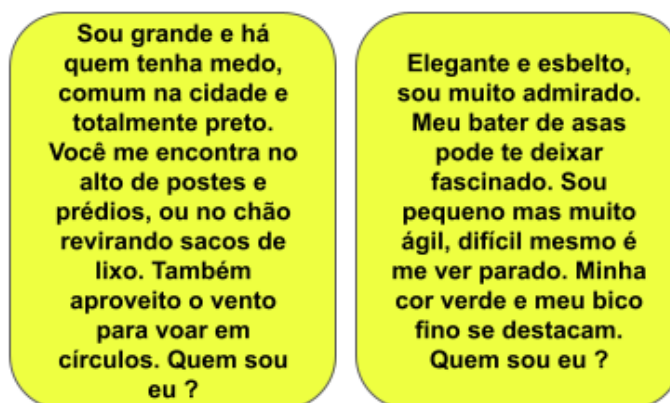 Sou grande e há
quem tenha medo,
comum na cidade e
totalmente preto.
Você me encontra no
alto de postes e
prédios, ou no chão
revirando sacos de
lixo. Também
aproveito o vento
para voar em
círculos. Quem sou
eu ?
Elegante e esbelto,
sou muito admirado.
Meu bater de asas
pode te deixar
fascinado. Sou
pequeno mas muito
ágil, difícil mesmo é
me ver parado. Minha
cor verde e meu bico
fino se destacam.
Quem sou eu ?